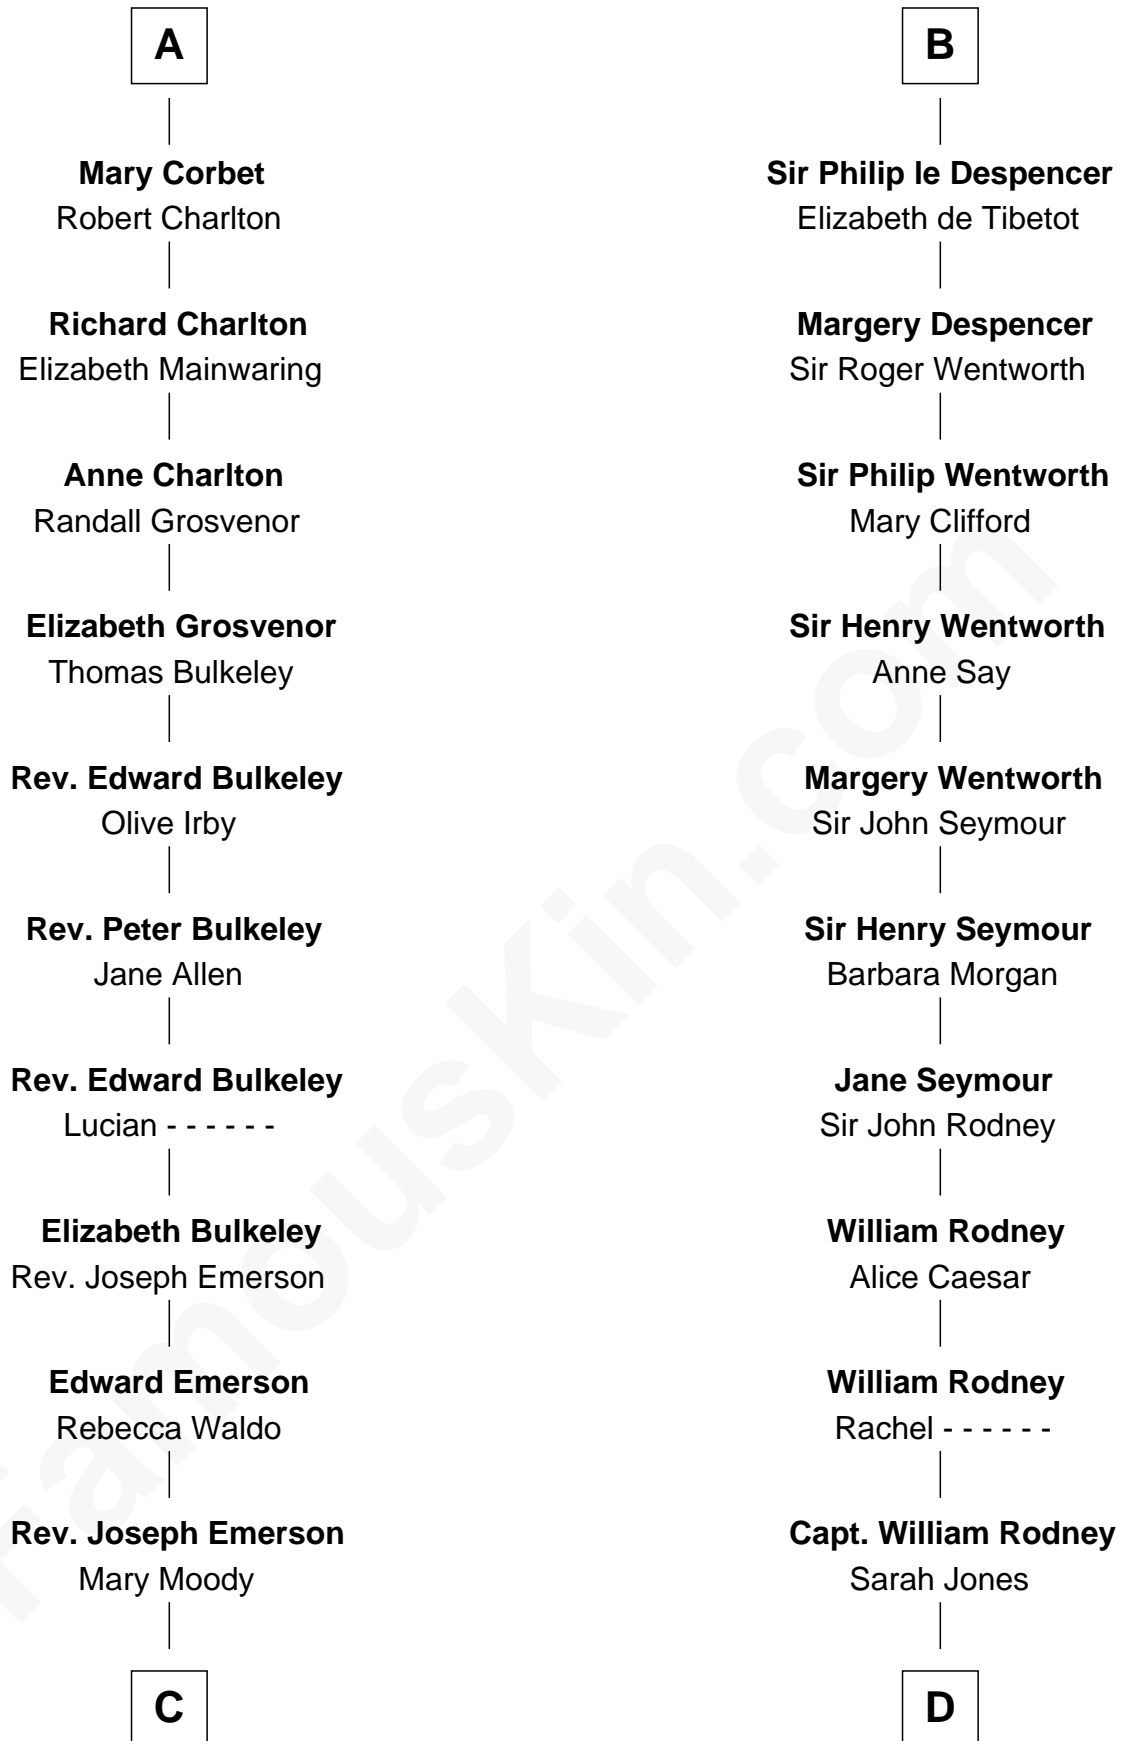 A
Mary Corbet
Robert Charlton
Richard Charlton
Elizabeth Mainwaring
Anne Charlton
Randall Grosvenor
Elizabeth Grosvenor
Thomas Bulkeley
Rev. Edward Bulkeley
Olive Irby
Rev. Peter Bulkeley
Jane Allen
Rev. Edward Bulkeley
Lucian - - - - - -
Elizabeth Bulkeley
Rev. Joseph Emerson
Edward Emerson
Rebecca Waldo
Rev. Joseph Emerson
Mary Moody
C
B
Sir Philip le Despencer
Elizabeth de Tibetot
Margery Despencer
Sir Roger Wentworth
Sir Philip Wentworth
Mary Clifford
Sir Henry Wentworth
Anne Say
Margery Wentworth
Sir John Seymour
Sir Henry Seymour
Barbara Morgan
Jane Seymour
Sir John Rodney
William Rodney
Alice Caesar
William Rodney
Rachel - - - - - -
Capt. William Rodney
Sarah Jones
D
FamousKin.com